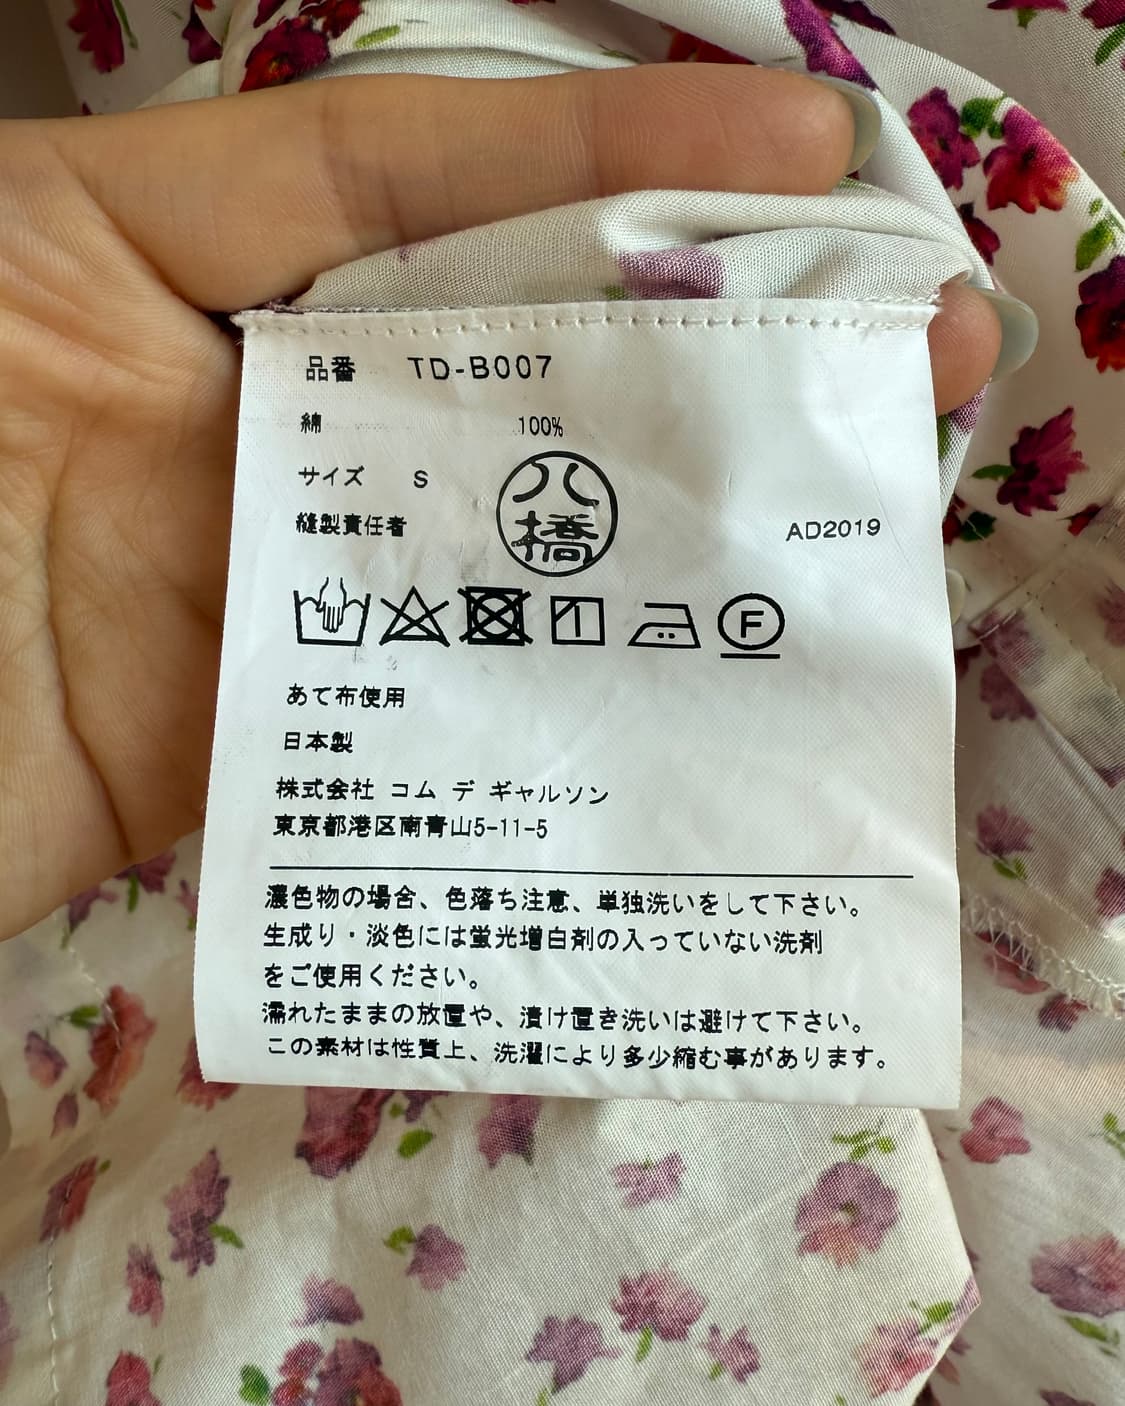 品番 TD-B007
綿 100%
サイズ S
縫製責任者 八橋 AD2019
F
あて布使用
日本製
株式会社 コム デ ギャルソン
東京都港区南青山5-11-5
濃色物の場合、色落ち注意、単独洗いをして下さい。
生成り・淡色には蛍光増白剤の入っていない洗剤
をご使用ください。
濡れたままの放置や、漬け置き洗いは避けて下さい。
この素材は性質上、洗濯により多少縮む事があります。